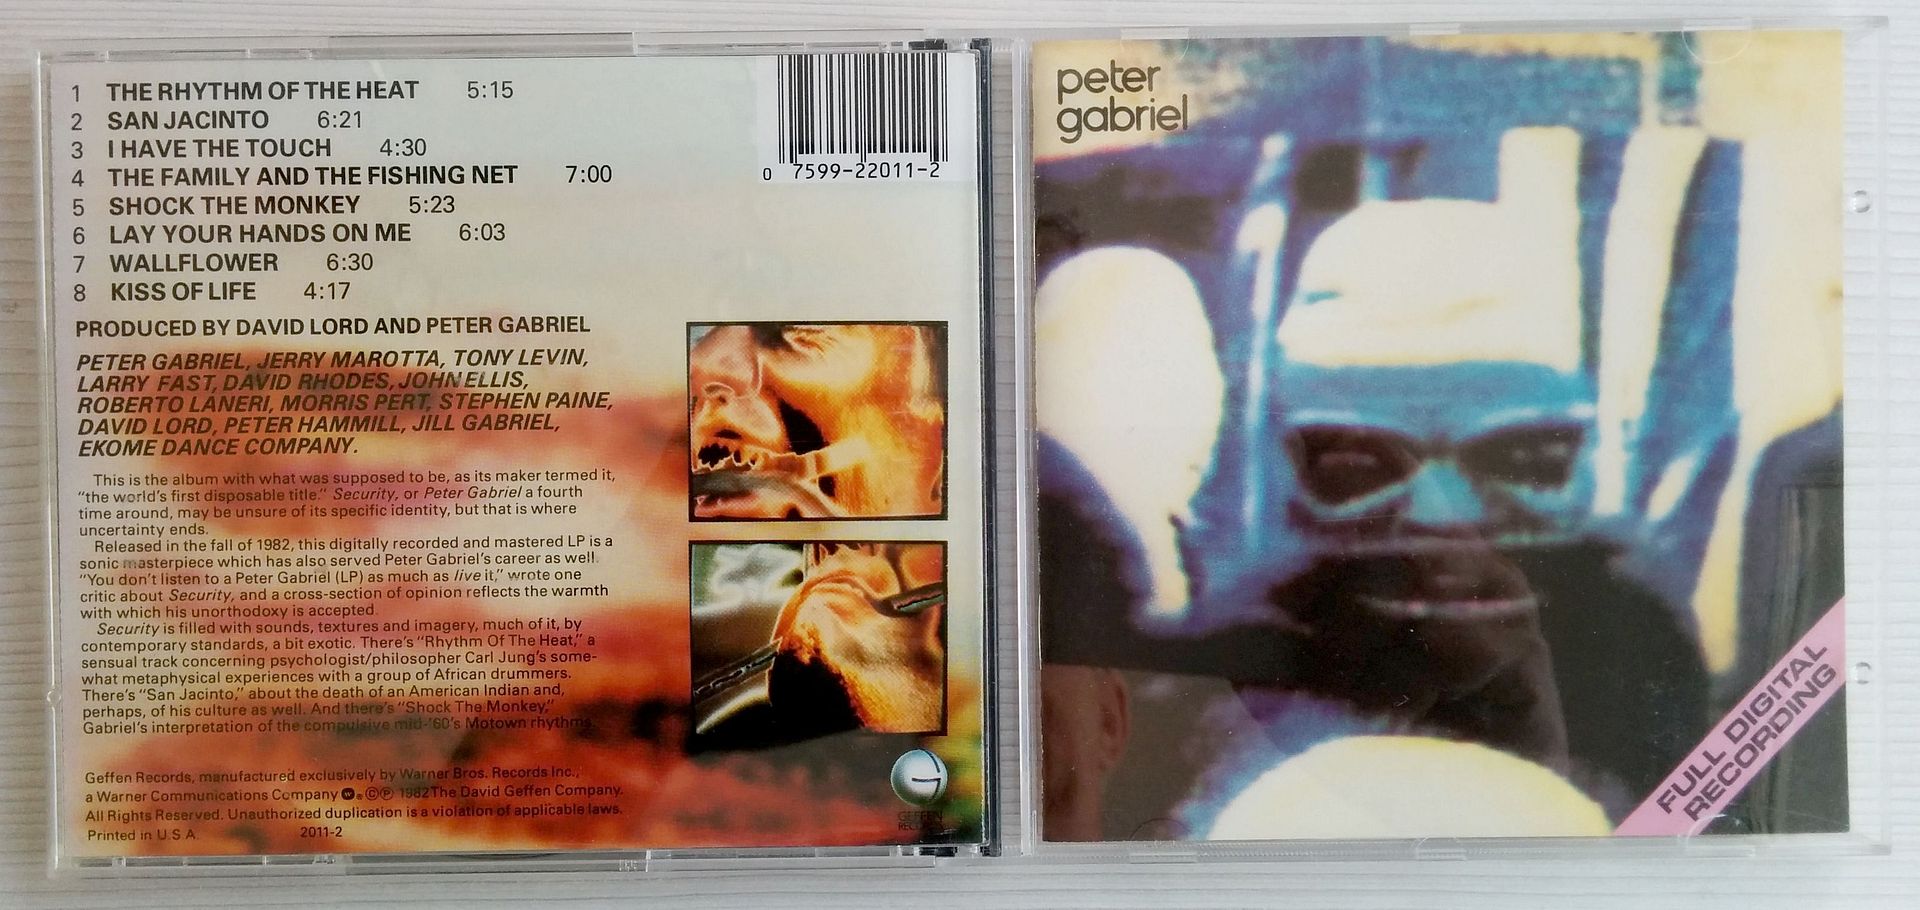 1 THE RHYTHM OF THE HEAT 5:15
2 SAN JACINTO 6:21
3 I HAVE THE TOUCH 4:30
4 THE FAMILY AND THE FISHING NET 7:00
5 SHOCK THE MONKEY 5:23
6 LAY YOUR HANDS ON ME 6:03
7 WALLFLOWER 6:30
8 KISS OF LIFE 4:17
0 7599-22011-2
PRODUCED BY DAVID LORD AND PETER GABRIEL
PETER GABRIEL, JERRY MAROTTA, TONY LEVIN,
LARRY FAST, DAVID RHODES, JOHN ELLIS,
ROBERTO LANERI, MORRIS PERT, STEPHEN PAINE,
DAVID LORD, PETER HAMMILL, JILL GABRIEL,
EKOME DANCE COMPANY.
This is the album with what was supposed to be, as its maker termed it,
"the world's first disposable title." Security, or Peter Gabriel a fourth
time around, may be unsure of its specific identity, but that is where
uncertainty ends.
Released in the fall of 1982, this digitally recorded and mastered LP is a
sonic masterpiece which has also served Peter Gabriel's career as well.
"You don't listen to a Peter Gabriel (LP) as much as live it," wrote one
critic about Security, and a cross-section of opinion reflects the warmth
with which his unorthodoxy is accepted.
Security is filled with sounds, textures and imagery, much of it, by
contemporary standards, a bit exotic. There's "Rhythm Of The Heat," a
sensual track concerning psychologist/philosopher Carl Jung's some-
what metaphysical experiences with a group of African drummers.
There's "San Jacinto," about the death of an American Indian and,
perhaps, of his culture as well. And there's "Shock The Monkey,"
Gabriel's interpretation of the compulsive mid-'60's Motown rhythms.
Geffen Records, manufactured exclusively by Warner Bros. Records Inc.,
a Warner Communications Company. ©℗ 1982 The David Geffen Company.
All Rights Reserved. Unauthorized duplication is a violation of applicable laws.
Printed in U.S.A. 2011-2
GEFFEN
RECORDS
peter
gabriel
FULL DIGITAL
RECORDING